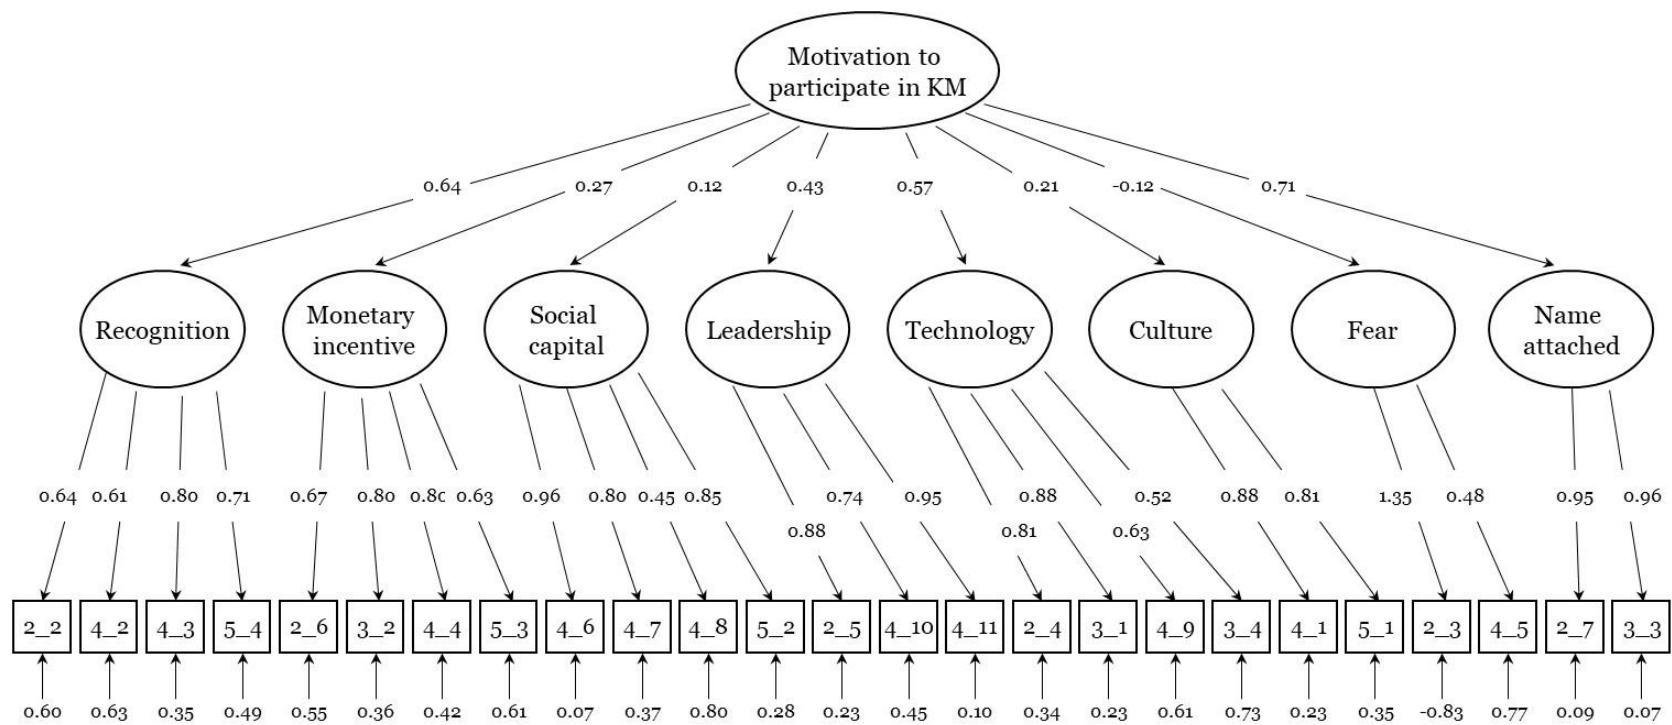 Motivation to
participate in KM
0.64 0.27 0.12 0.43 0.57 0.21 -0.12 0.71
Recognition
Monetary
incentive
Social
capital
Leadership
Technology
Culture
Fear
Name
attached
0.64 0.61 0.80 0.71 0.67 0.80 0.80 0.63 0.96 0.80 0.45 0.85 0.74 0.95 0.88 0.52 0.88 0.81 1.35 0.48 0.95 0.96
0.88 0.81 0.63
2_2 4_2 4_3 5_4 2_6 3_2 4_4 5_3 4_6 4_7 4_8 5_2 2_5 4_10 4_11 2_4 3_1 4_9 3_4 4_1 5_1 2_3 4_5 2_7 3_3
0.60 0.63 0.35 0.49 0.55 0.36 0.42 0.61 0.07 0.37 0.80 0.28 0.23 0.45 0.10 0.34 0.23 0.61 0.73 0.23 0.35 -0.83 0.77 0.09 0.07